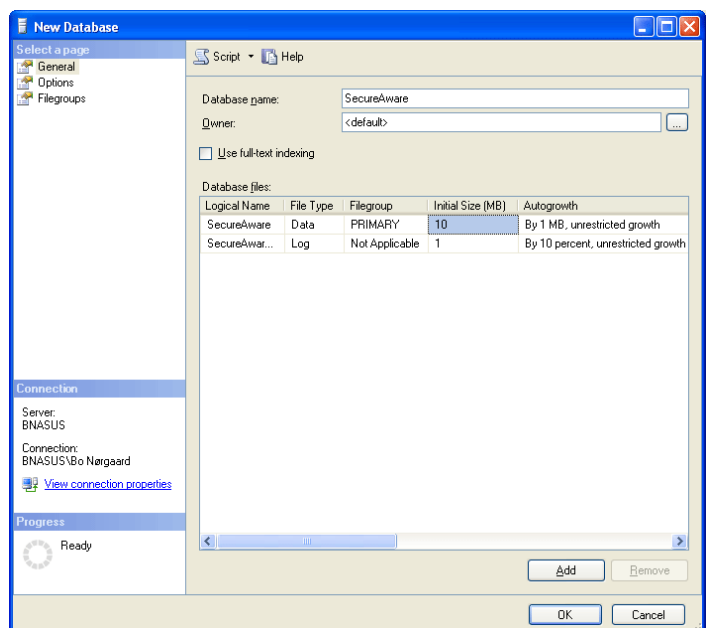 New Database
Select a page
General
Options
Filegroups
Script
Help
Database name:
SecureAware
Owner:
<default>
...
Use full-text indexing
Database files:
Logical Name File Type Filegroup Initial Size (MB) Autogrowth
SecureAware Data PRIMARY 10 By 1 MB, unrestricted growth
SecureAwar... Log Not Applicable 1 By 10 percent, unrestricted growth
Connection
Server:
BNASUS
Connection:
BNASUS\Bo Nørgaard
View connection properties
Progress
Ready
Add
Remove
OK
Cancel